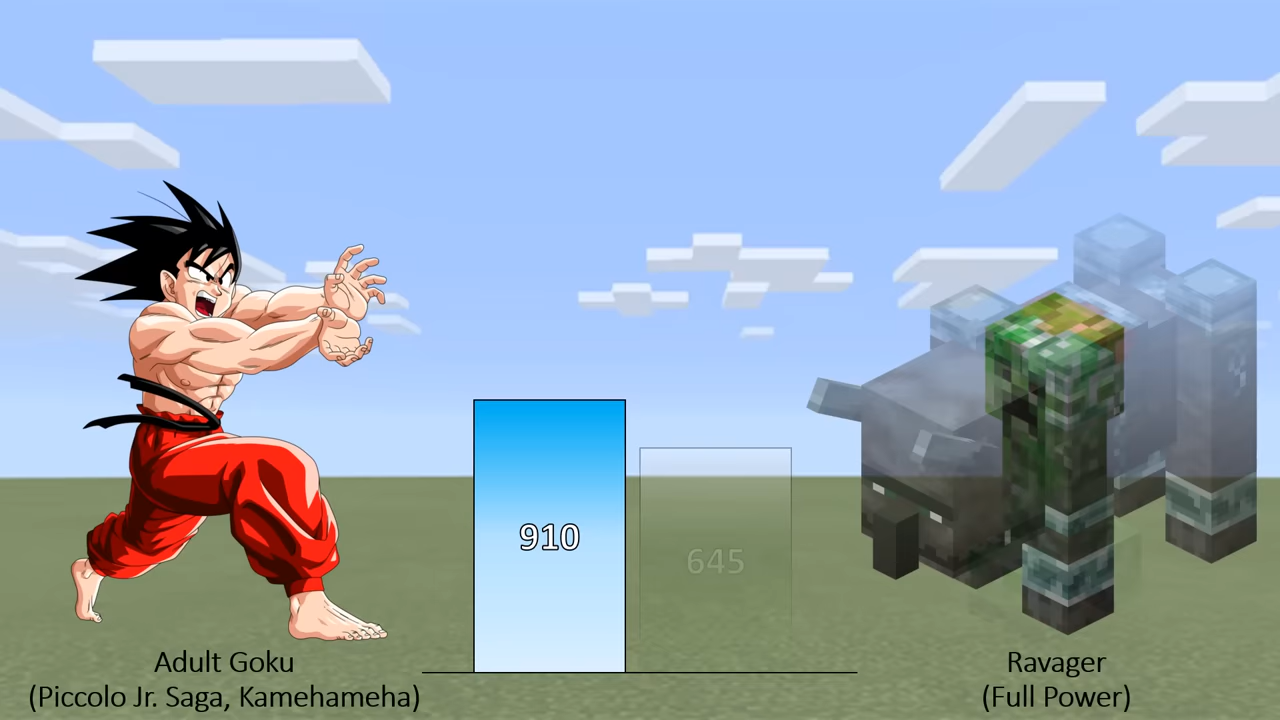 910
645
Adult Goku
(Piccolo Jr. Saga, Kamehameha)
Ravager
(Full Power)